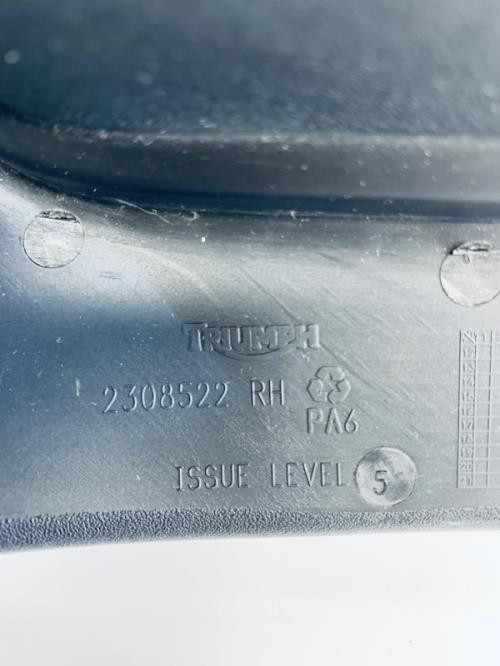 TRIUMPH
2308522 RH
PA6
ISSUE LEVEL 5